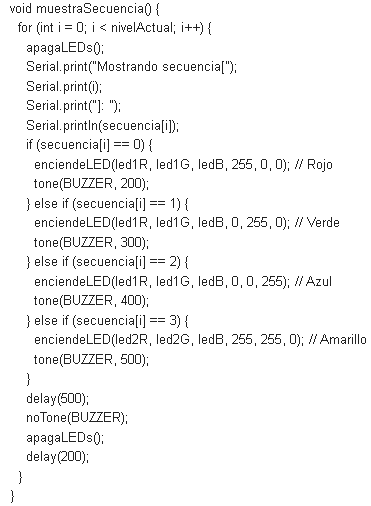 void muestraSecuencia() {
for (int i = 0; i < nivelActual; i++) {
apagaLEDs();
Serial.print("Mostrando secuencia[");
Serial.print(i);
Serial.print("]: ");
Serial.println(secuencia[i]);
if (secuencia[i] == 0) {
enciendeLED(led1R, led1G, ledB, 255, 0, 0); // Rojo
tone(BUZZER, 200);
} else if (secuencia[i] == 1) {
enciendeLED(led1R, led1G, ledB, 0, 255, 0); // Verde
tone(BUZZER, 300);
} else if (secuencia[i] == 2) {
enciendeLED(led1R, led1G, ledB, 0, 0, 255); // Azul
tone(BUZZER, 400);
} else if (secuencia[i] == 3) {
enciendeLED(led2R, led2G, ledB, 255, 255, 0); // Amarillo
tone(BUZZER, 500);
}
delay(500);
noTone(BUZZER);
apagaLEDs();
delay(200);
}
}